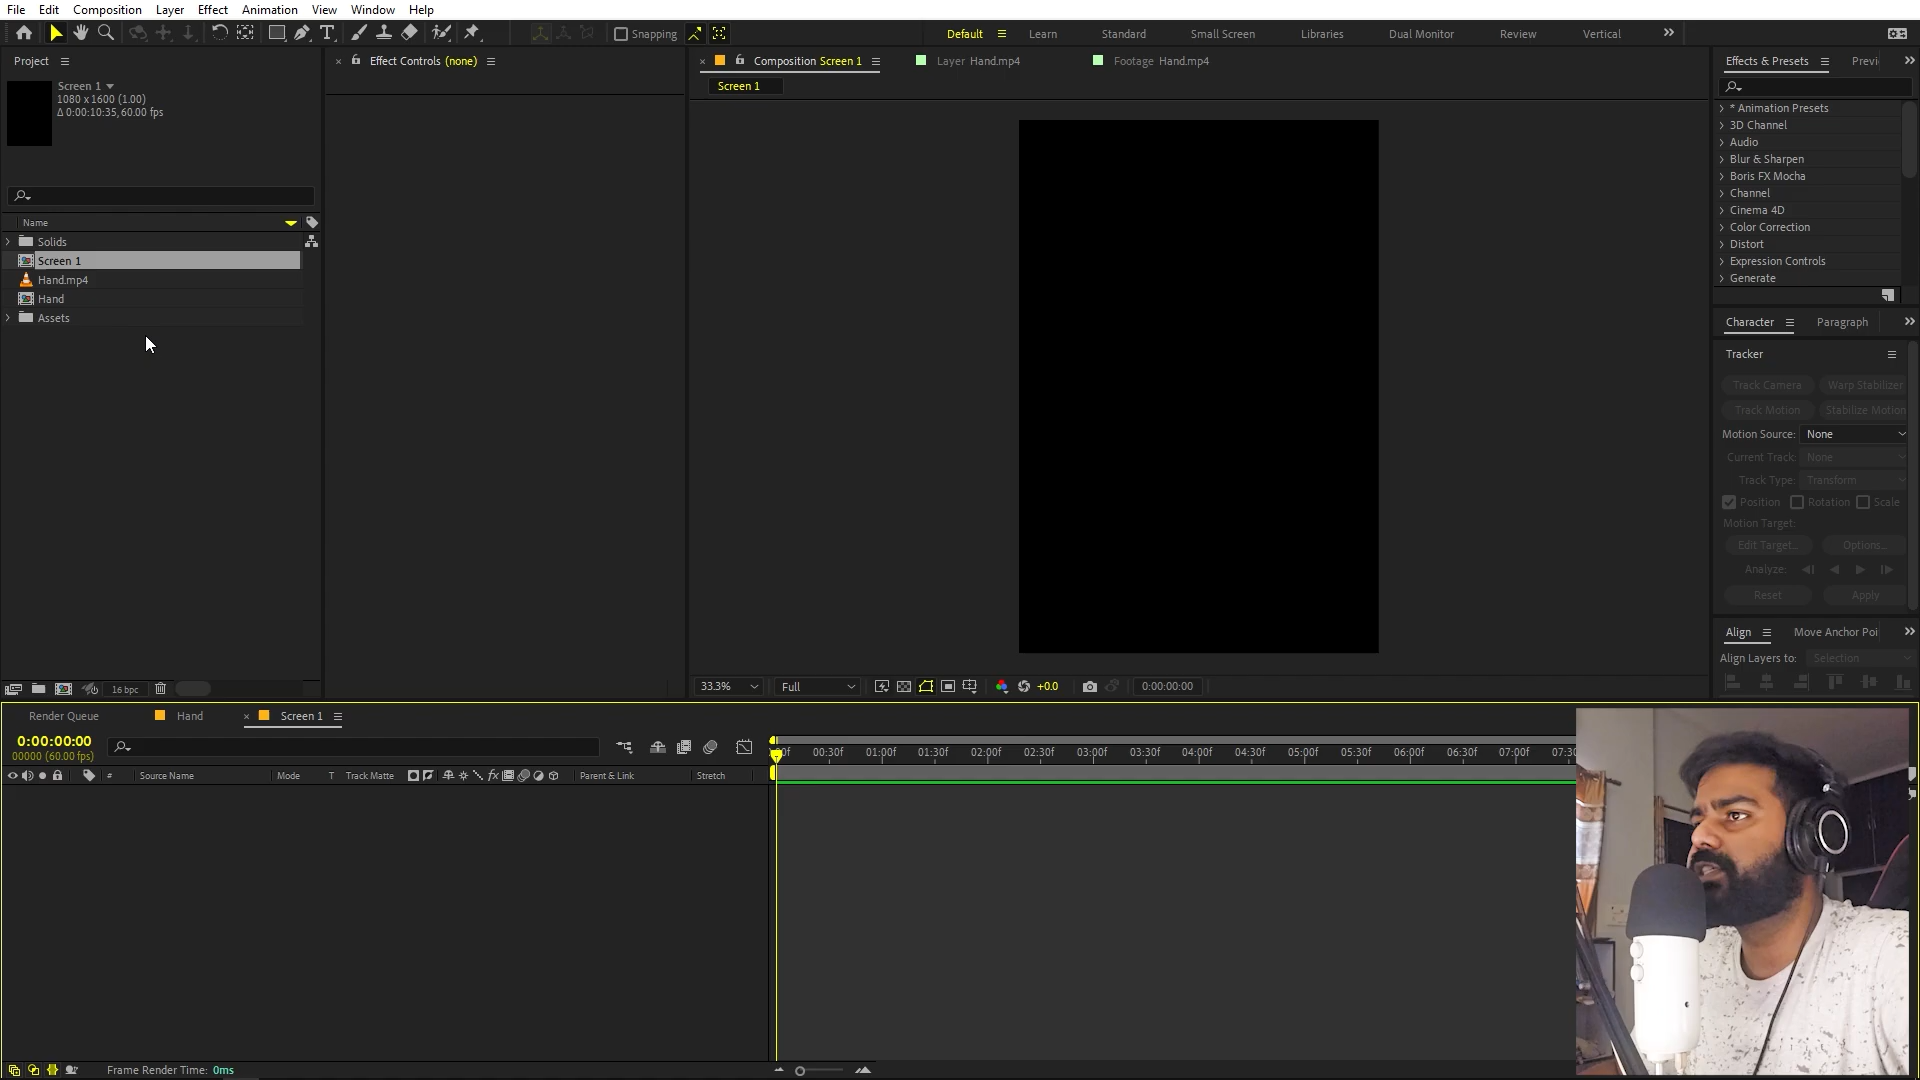 File Edit Composition Layer Effect Animation View Window Help
Snapping Default Learn Standard Small Screen Libraries Dual Monitor Review Vertical
Project
Screen 1
1080 x 1600 (1.00)
Δ 0:00:10:35, 60.00 fps
Name
Solids
Screen 1
Hand.mp4
Hand
Assets
16 bpc
Effect Controls (none)
Composition Screen 1 Layer Hand.mp4 Footage Hand.mp4
Screen 1
33.3% Full +0.0 0:00:00:00
Effects & Presets Previ
* Animation Presets
3D Channel
Audio
Blur & Sharpen
Boris FX Mocha
Channel
Cinema 4D
Color Correction
Distort
Expression Controls
Generate
Character Paragraph
Tracker
Track Camera Warp Stabilizer
Track Motion Stabilize Motion
Motion Source: None
Current Track: None
Track Type: Transform
Position Rotation Scale
Motion Target:
Edit Target... Options...
Analyze:
Reset Apply
Align Move Anchor Poi
Align Layers to: Selection
Render Queue Hand Screen 1
0:00:00:00
00000 (60.00 fps)
# Source Name Mode T Track Matte Parent & Link Stretch
00f 00:30f 01:00f 01:30f 02:00f 02:30f 03:00f 03:30f 04:00f 04:30f 05:00f 05:30f 06:00f 06:30f 07:00f 07:30
Frame Render Time: 0ms